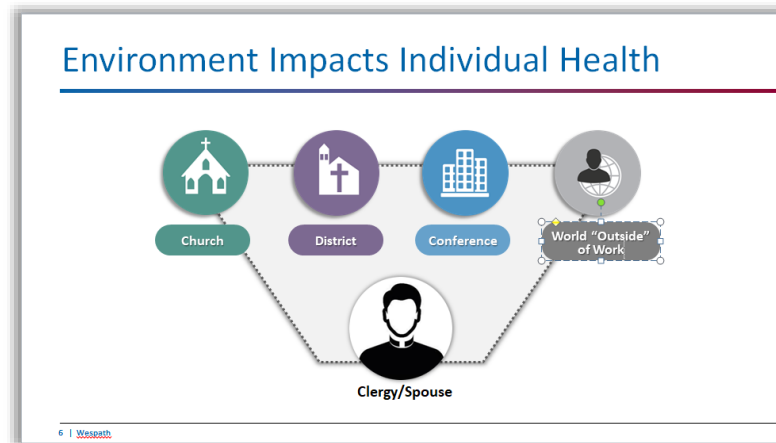 Environment Impacts Individual Health
Church
District
Conference
World “Outside”
of Work
Clergy/Spouse
6 | Wespath